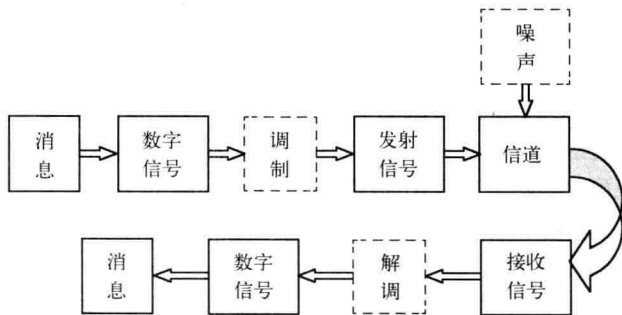 噪
声
消
息
数字
信号
调
制
发射
信号
信道
消
息
数字
信号
解
调
接收
信号